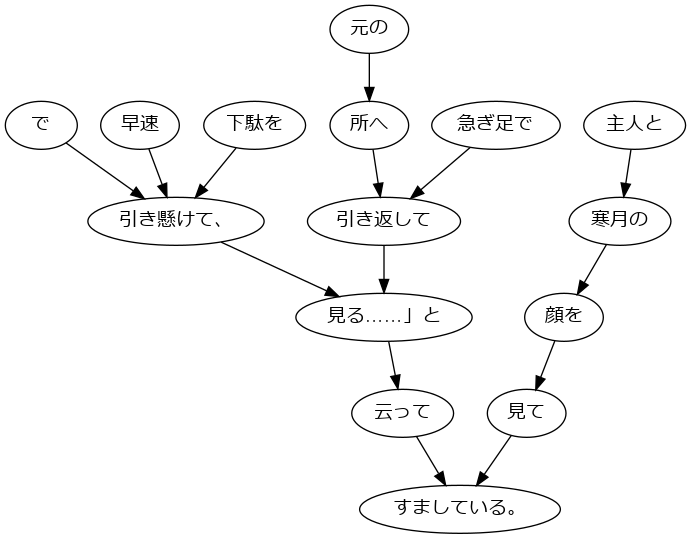 元の
で
早速
下駄を
所へ
急ぎ足で
主人と
引き懸けて、
引き返して
寒月の
見る……」と
顔を
云って
見て
すましている。